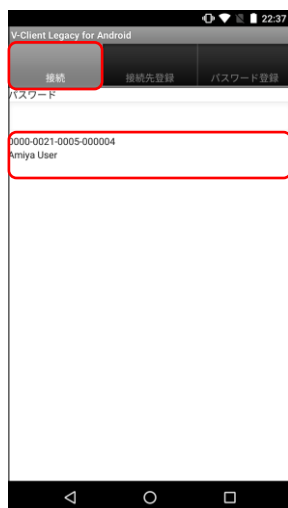 22:37
V-Client Legacy for Android
接続 接続先登録 パスワード登録
パスワード
0000-0021-0005-000004
Amiya User